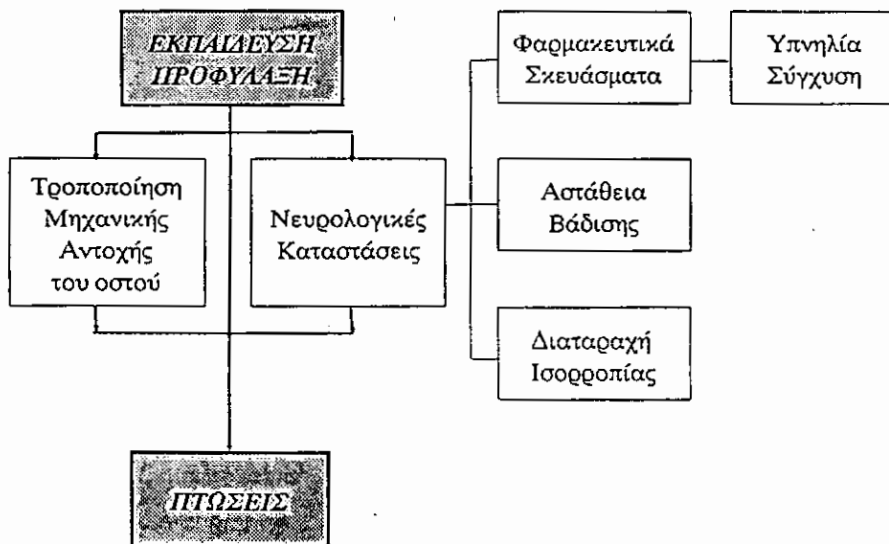 ΕΚΠΑΙΔΕΥΣΗ
ΠΡΟΦΥΛΑΞΗ
Τροποποίηση
Μηχανικής
Αντοχής
του οστού
Νευρολογικές
Καταστάσεις
Φαρμακευτικά
Σκευάσματα
Υπνηλία
Σύγχυση
Αστάθεια
Βάδισης
Διαταραχή
Ισορροπίας
ΠΤΩΣΕΙΣ